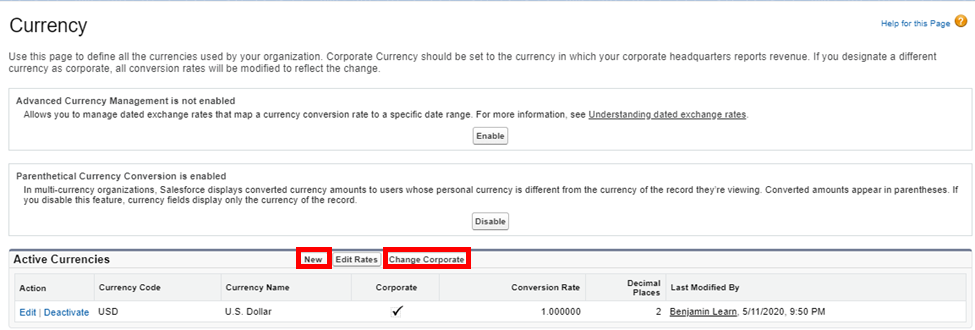 Currency
Help for this Page
Use this page to define all the currencies used by your organization. Corporate Currency should be set to the currency in which your corporate headquarters reports revenue. If you designate a different
currency as corporate, all conversion rates will be modified to reflect the change.
Advanced Currency Management is not enabled
Allows you to manage dated exchange rates that map a currency conversion rate to a specific date range. For more information, see Understanding dated exchange rates.
Enable
Parenthetical Currency Conversion is enabled
In multi-currency organizations, Salesforce displays converted currency amounts to users whose personal currency is different from the currency of the record they're viewing. Converted amounts appear in parentheses. If
you disable this feature, currency fields display only the currency of the record.
Disable
Active Currencies New Edit Rates Change Corporate
Action Currency Code Currency Name Corporate Conversion Rate Decimal Places Last Modified By
Edit | Deactivate USD U.S. Dollar ✓ 1.000000 2 Benjamin Learn, 5/11/2020, 9:50 PM